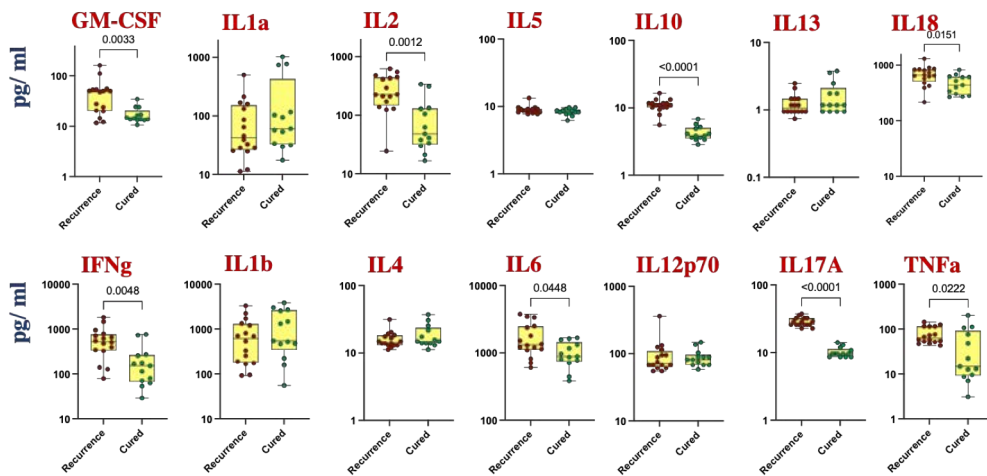 GM-CSF IL1a IL2 IL5 IL10 IL13 IL18
pg/ ml
0.0033 0.0012 <0.0001 0.0151
1000 1000 1000 100 100 100 10000
100 100 100 10 10 10 1000
10 1 1 100
1 10 10 1 1 0.1 10
Recurrence Cured Recurrence Cured Recurrence Cured Recurrence Cured Recurrence Cured Recurrence Cured Recurrence Cured
IFNg IL1b IL4 IL6 IL12p70 IL17A TNFa
pg/ ml
0.0048 0.0448 <0.0001 0.0222
10000 10000 100 10000 1000 100 1000
1000 1000 1000 100
100 100 10 1000 100 10 10
10 10 1 100 10 1 1
Recurrence Cured Recurrence Cured Recurrence Cured Recurrence Cured Recurrence Cured Recurrence Cured Recurrence Cured